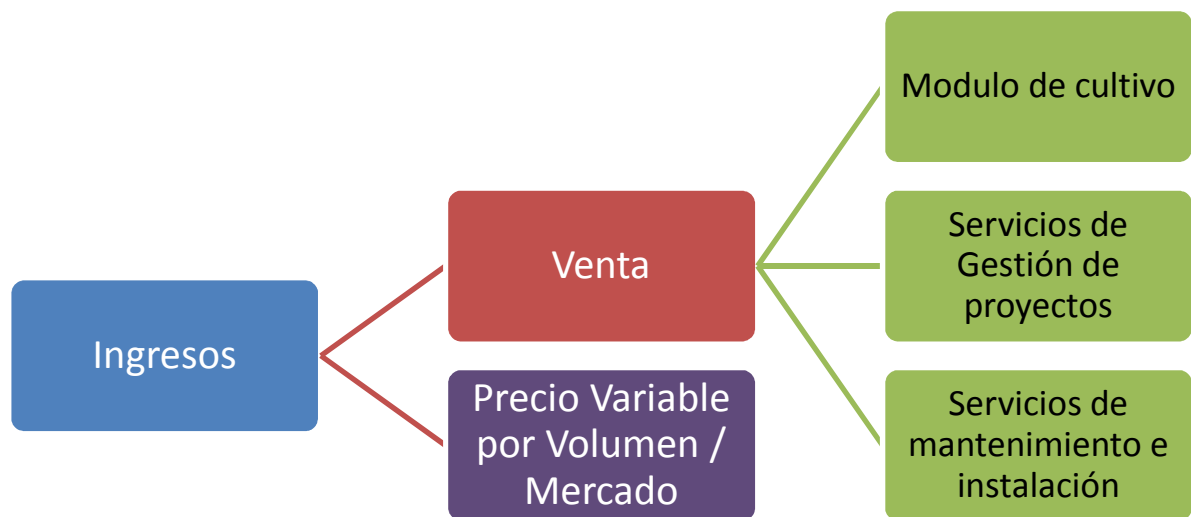 Ingresos
Venta
Precio Variable
por Volumen /
Mercado
Modulo de cultivo
Servicios de
Gestión de
proyectos
Servicios de
mantenimiento e
instalación